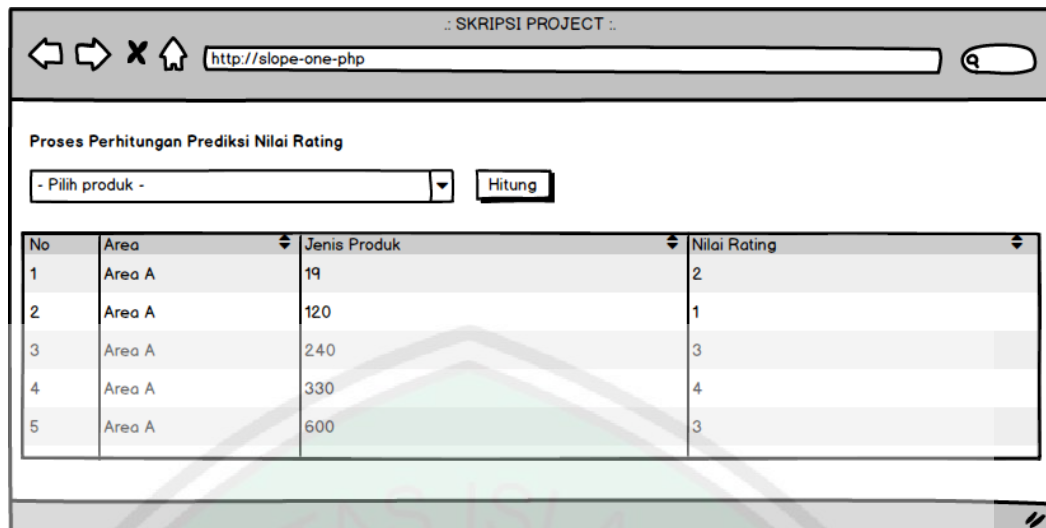 .: SKRIPSI PROJECT :.
http://slope-one-php
Proses Perhitungan Prediksi Nilai Rating
- Pilih produk -
Hitung
No Area Jenis Produk Nilai Rating
1 Area A 19 2
2 Area A 120 1
3 Area A 240 3
4 Area A 330 4
5 Area A 600 3